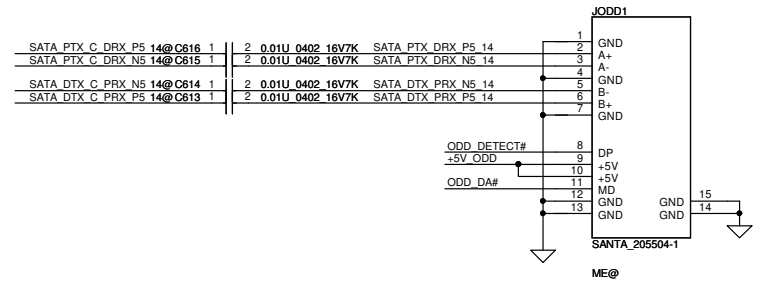 JODD1
1 GND
SATA_PTX_C_DRX_P5 14@ C616 1 2 0.01U_0402_16V7K SATA_PTX_DRX_P5_14 2 A+
SATA_PTX_C_DRX_N5 14@ C615 1 2 0.01U_0402_16V7K SATA_PTX_DRX_N5_14 3 A-
4 GND
SATA_DTX_C_PRX_N5 14@ C614 1 2 0.01U_0402_16V7K SATA_DTX_PRX_N5_14 5 B-
SATA_DTX_C_PRX_P5 14@ C613 1 2 0.01U_0402_16V7K SATA_DTX_PRX_P5_14 6 B+
7 GND
ODD_DETECT# 8 DP
+5V_ODD 9 +5V
10 +5V
ODD_DA# 11 MD
12 GND GND 15
13 GND GND 14
SANTA_205504-1
ME@